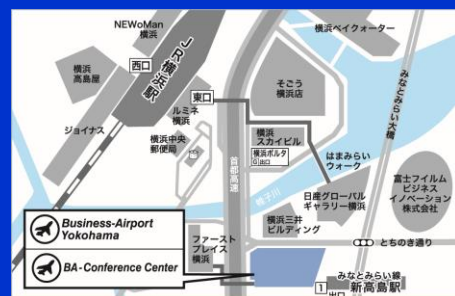 NEWoMan
横浜
横浜ベイクォーター
JR横浜駅
西口
横浜
高島屋
東口
そごう
横浜店
ルミネ
横浜
ジョイナス
横浜中央
郵便局
横浜
スカイビル
横浜ポルタ
G 出口
首都高速
みなとみらい大橋
はまみらい
ウォーク
帷子川
日産グローバル
ギャラリー横浜
富士フイルム
ビジネス
イノベーション
株式会社
横浜三井
ビルディング
ファースト
プレイス
横浜
とちのき通り
Business-Airport
Yokohama
BA-Conference Center
みなとみらい線
1
出口
新高島駅